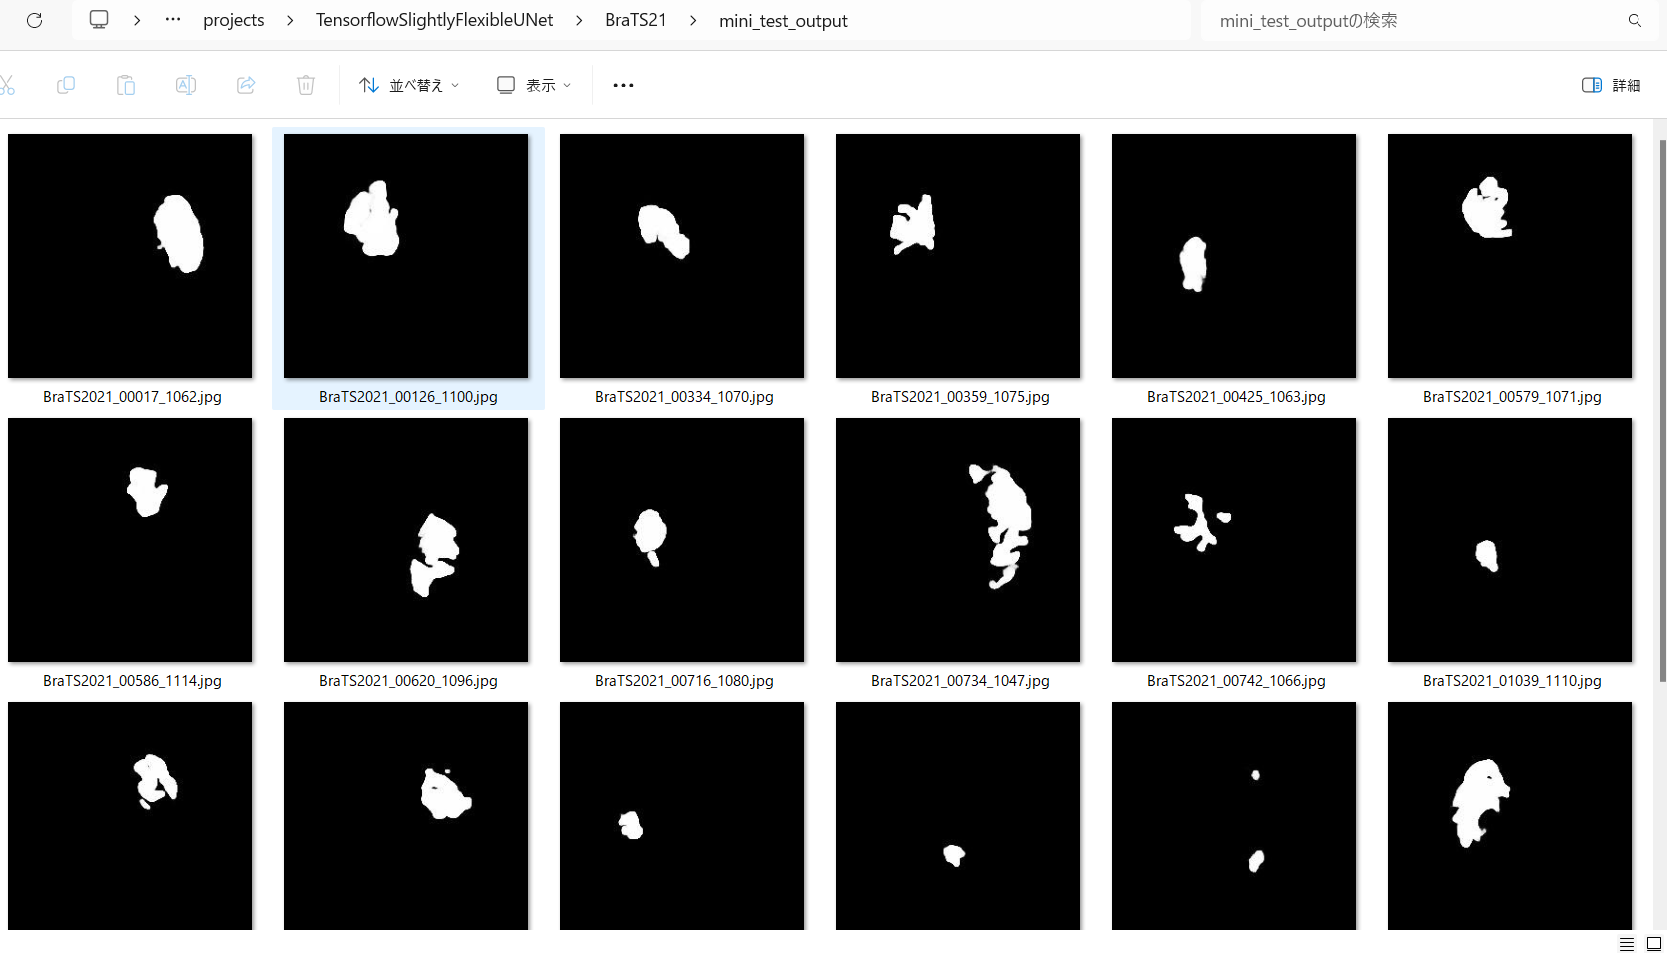 projects > TensorflowSlightlyFlexibleUNet > BraTS21 > mini_test_output
mini_test_outputの検索
並べ替え 表示 詳細
BraTS2021_00017_1062.jpg BraTS2021_00126_1100.jpg BraTS2021_00334_1070.jpg BraTS2021_00359_1075.jpg BraTS2021_00425_1063.jpg BraTS2021_00579_1071.jpg
BraTS2021_00586_1114.jpg BraTS2021_00620_1096.jpg BraTS2021_00716_1080.jpg BraTS2021_00734_1047.jpg BraTS2021_00742_1066.jpg BraTS2021_01039_1110.jpg